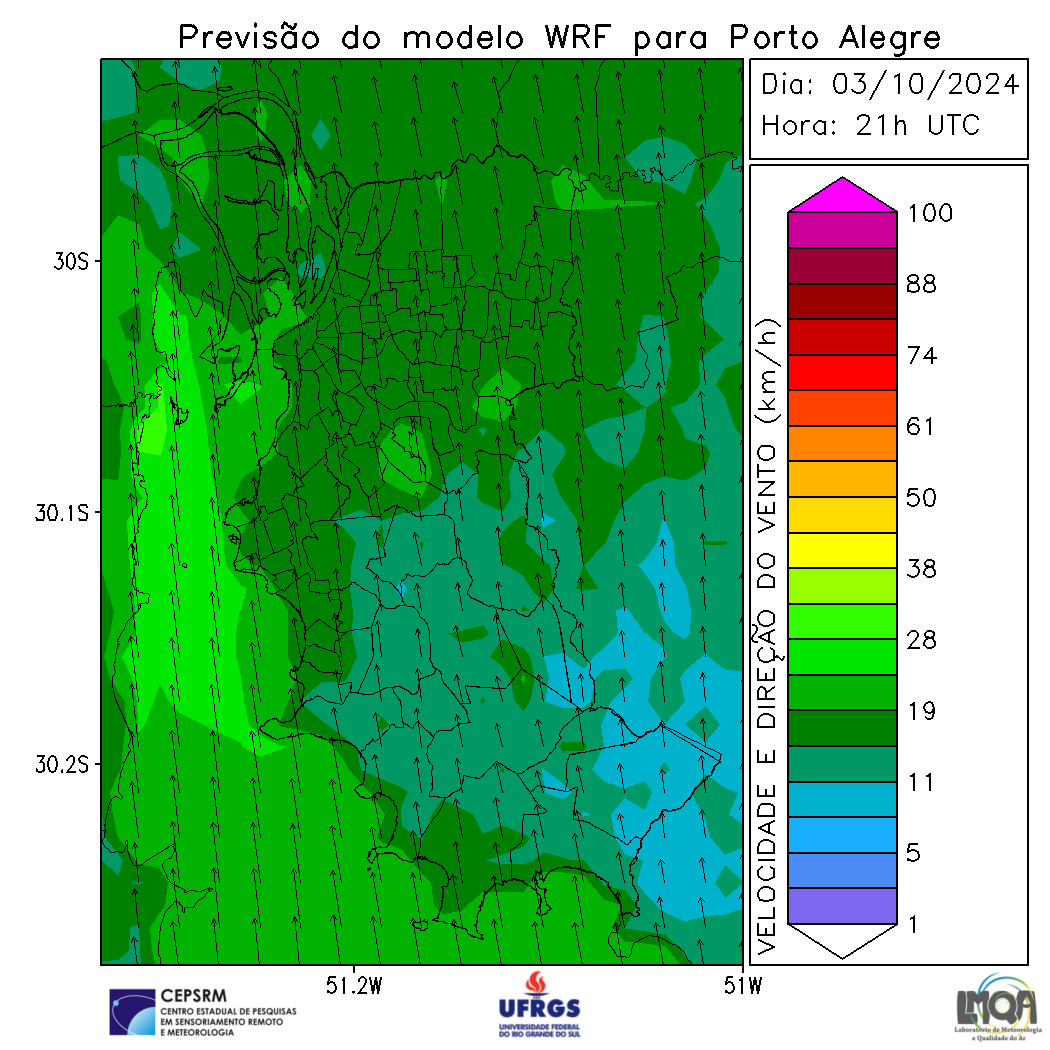 Previsão do modelo WRF para Porto Alegre
Dia: 03/10/2024
Hora: 21h UTC
30S
30.1S
30.2S
51.2W
51W
VELOCIDADE E DIREÇÃO DO VENTO (km/h)
100
88
74
61
50
38
28
19
11
5
1
CEPSRM
CENTRO ESTADUAL DE PESQUISAS
EM SENSORIAMENTO REMOTO
E METEOROLOGIA
UFRGS
UNIVERSIDADE FEDERAL
DO RIO GRANDE DO SUL
LMQA
Laboratório de Meteorologia
e Qualidade do Ar